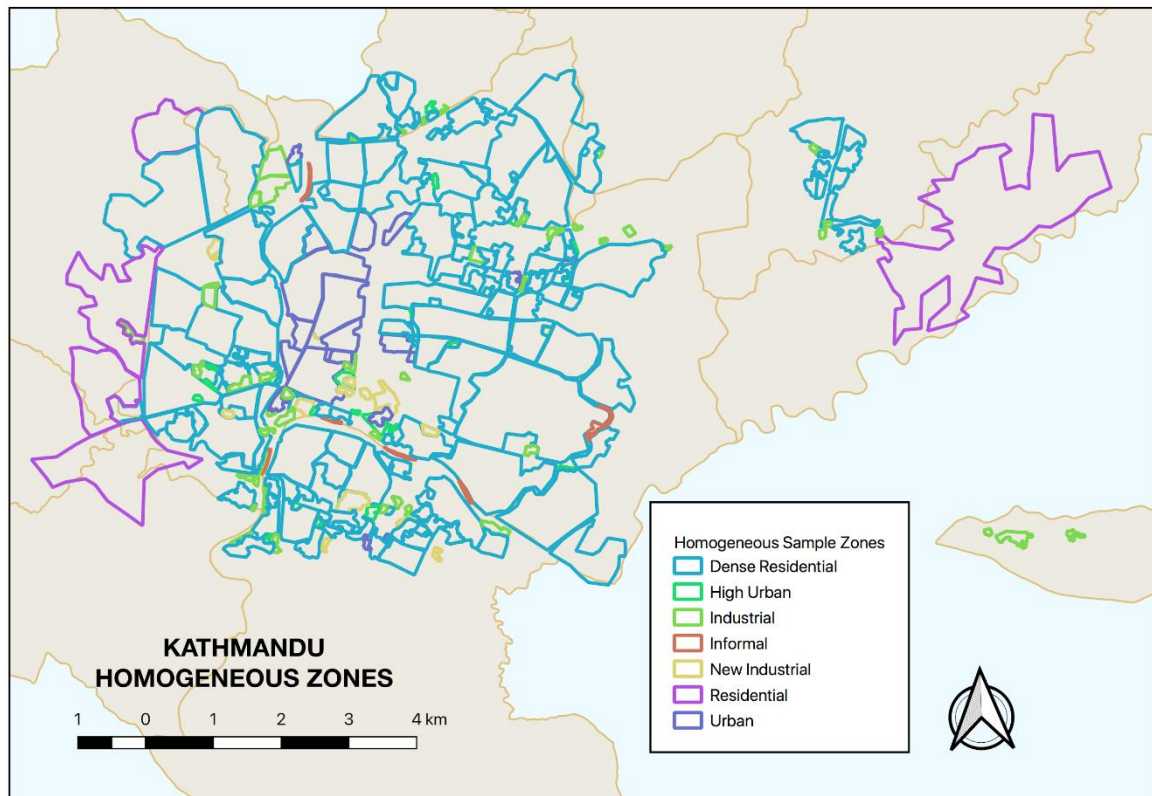 Homogeneous Sample Zones
Dense Residential
High Urban
Industrial
Informal
New Industrial
Residential
Urban
KATHMANDU
HOMOGENEOUS ZONES
1 0 1 2 3 4 km